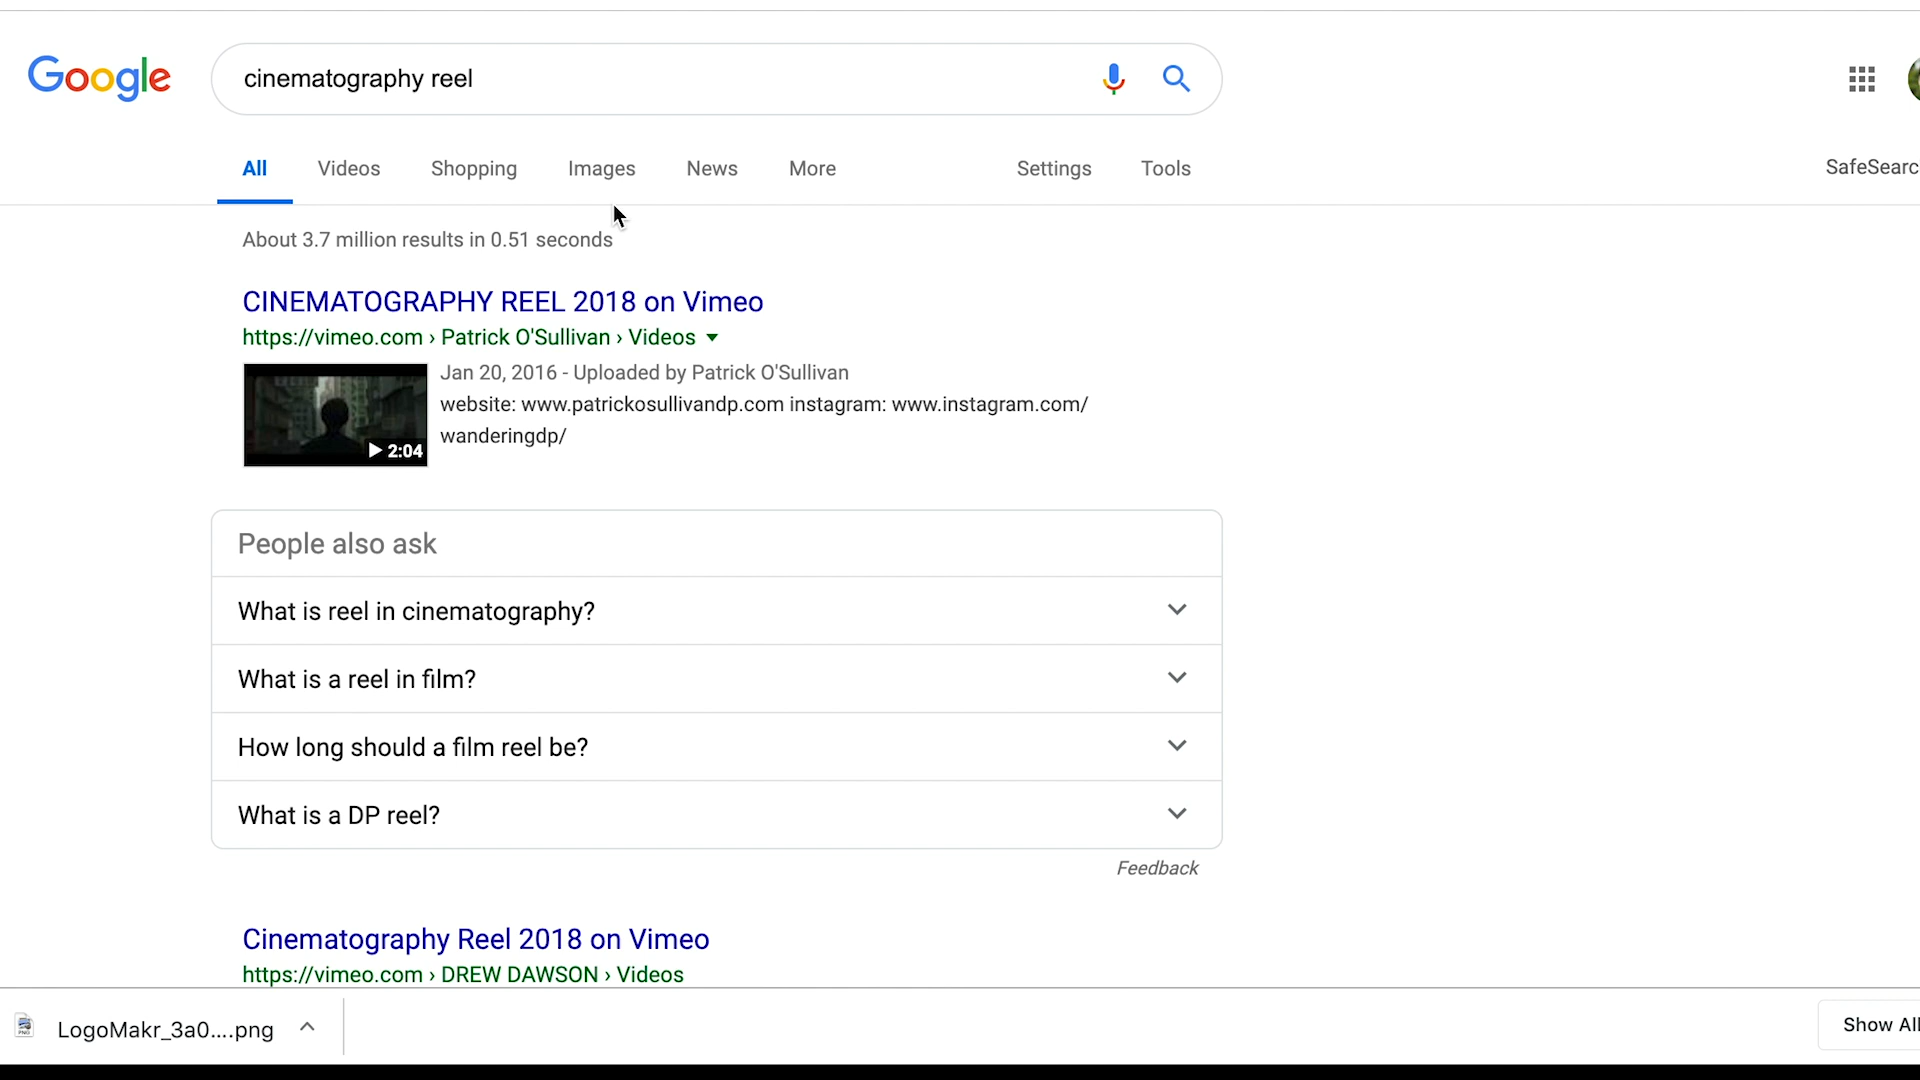 Google
cinematography reel
All Videos Shopping Images News More Settings Tools SafeSearc
About 3.7 million results in 0.51 seconds
CINEMATOGRAPHY REEL 2018 on Vimeo
https://vimeo.com › Patrick O'Sullivan › Videos
Jan 20, 2016 - Uploaded by Patrick O'Sullivan
website: www.patrickosullivandp.com instagram: www.instagram.com/
wanderingdp/
2:04
People also ask
What is reel in cinematography?
What is a reel in film?
How long should a film reel be?
What is a DP reel?
Feedback
Cinematography Reel 2018 on Vimeo
https://vimeo.com › DREW DAWSON › Videos
LogoMakr_3a0....png
Show All